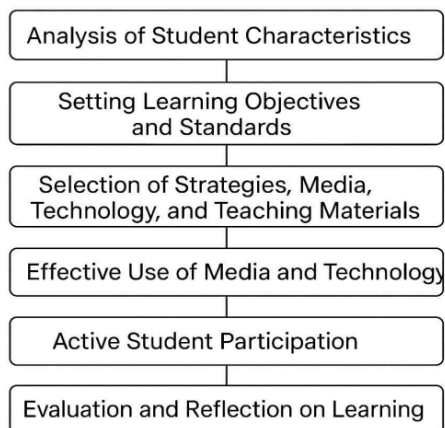 Analysis of Student Characteristics
Setting Learning Objectives
and Standards
Selection of Strategies, Media,
Technology, and Teaching Materials
Effective Use of Media and Technology
Active Student Participation
Evaluation and Reflection on Learning